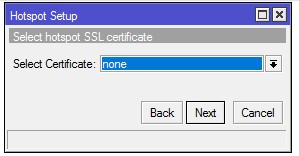 Hotspot Setup
Select hotspot SSL certificate
Select Certificate: none
Back Next Cancel